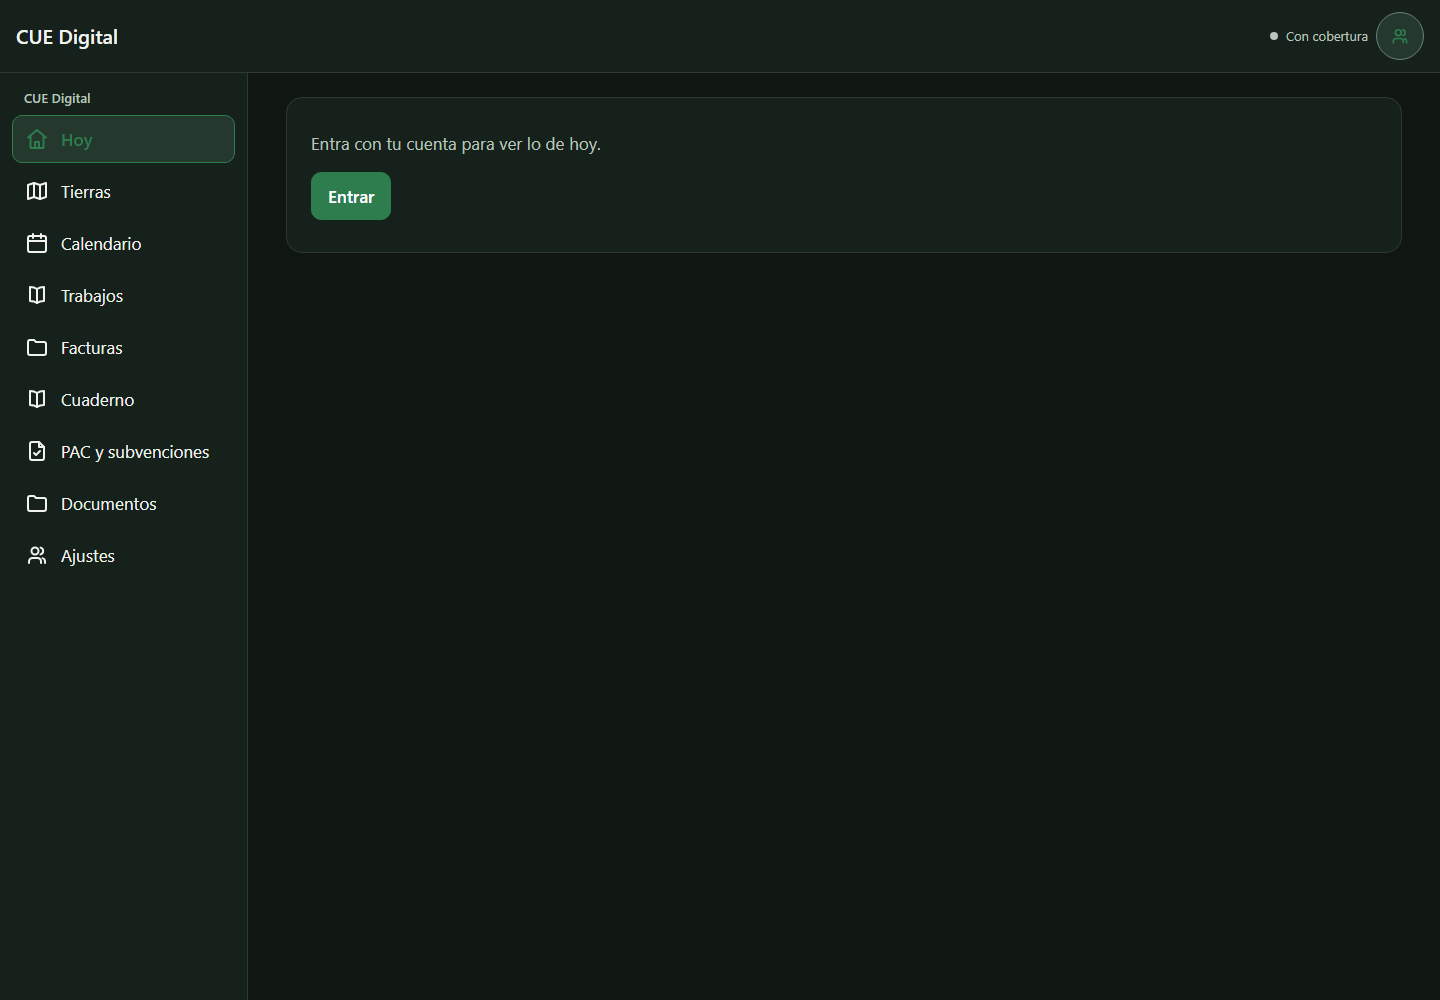 CUE Digital
Con cobertura
CUE Digital
Hoy
Tierras
Calendario
Trabajos
Facturas
Cuaderno
PAC y subvenciones
Documentos
Ajustes
Entra con tu cuenta para ver lo de hoy.
Entrar